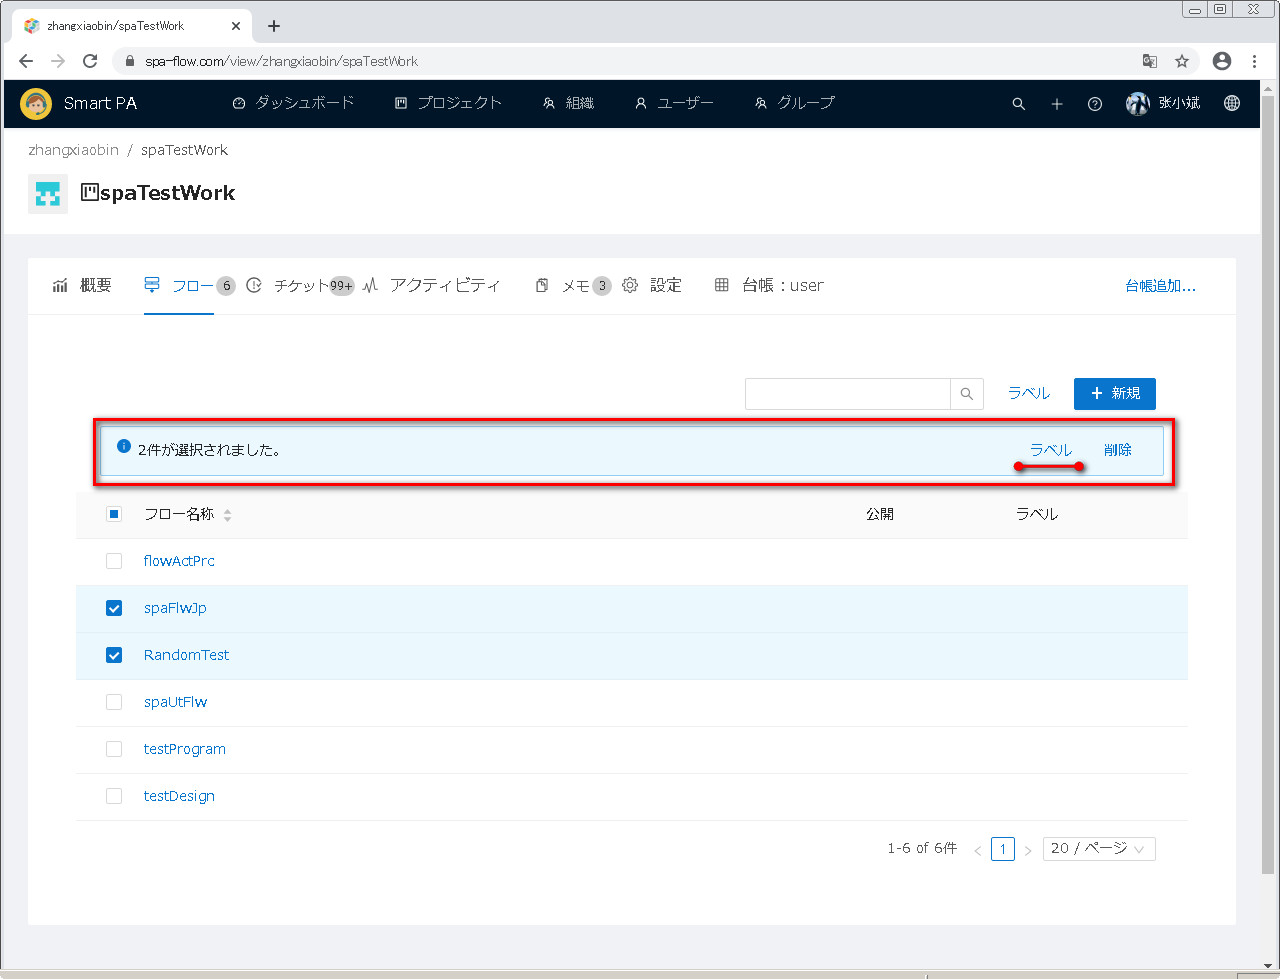 zhangxiaobin/spaTestWork
spa-flow.com/view/zhangxiaobin/spaTestWork
Smart PA ダッシュボード プロジェクト 組織 ユーザー グループ 张小斌
zhangxiaobin / spaTestWork
spaTestWork
概要 フロー 6 チケット 99+ アクティビティ メモ 3 設定 台帳：user 台帳追加...
ラベル + 新規
2件が選択されました。 ラベル 削除
フロー名称 公開 ラベル
flowActPrc
spaFlwJp
RandomTest
spaUtFlw
testProgram
testDesign
1-6 of 6件 < 1 > 20 / ページ